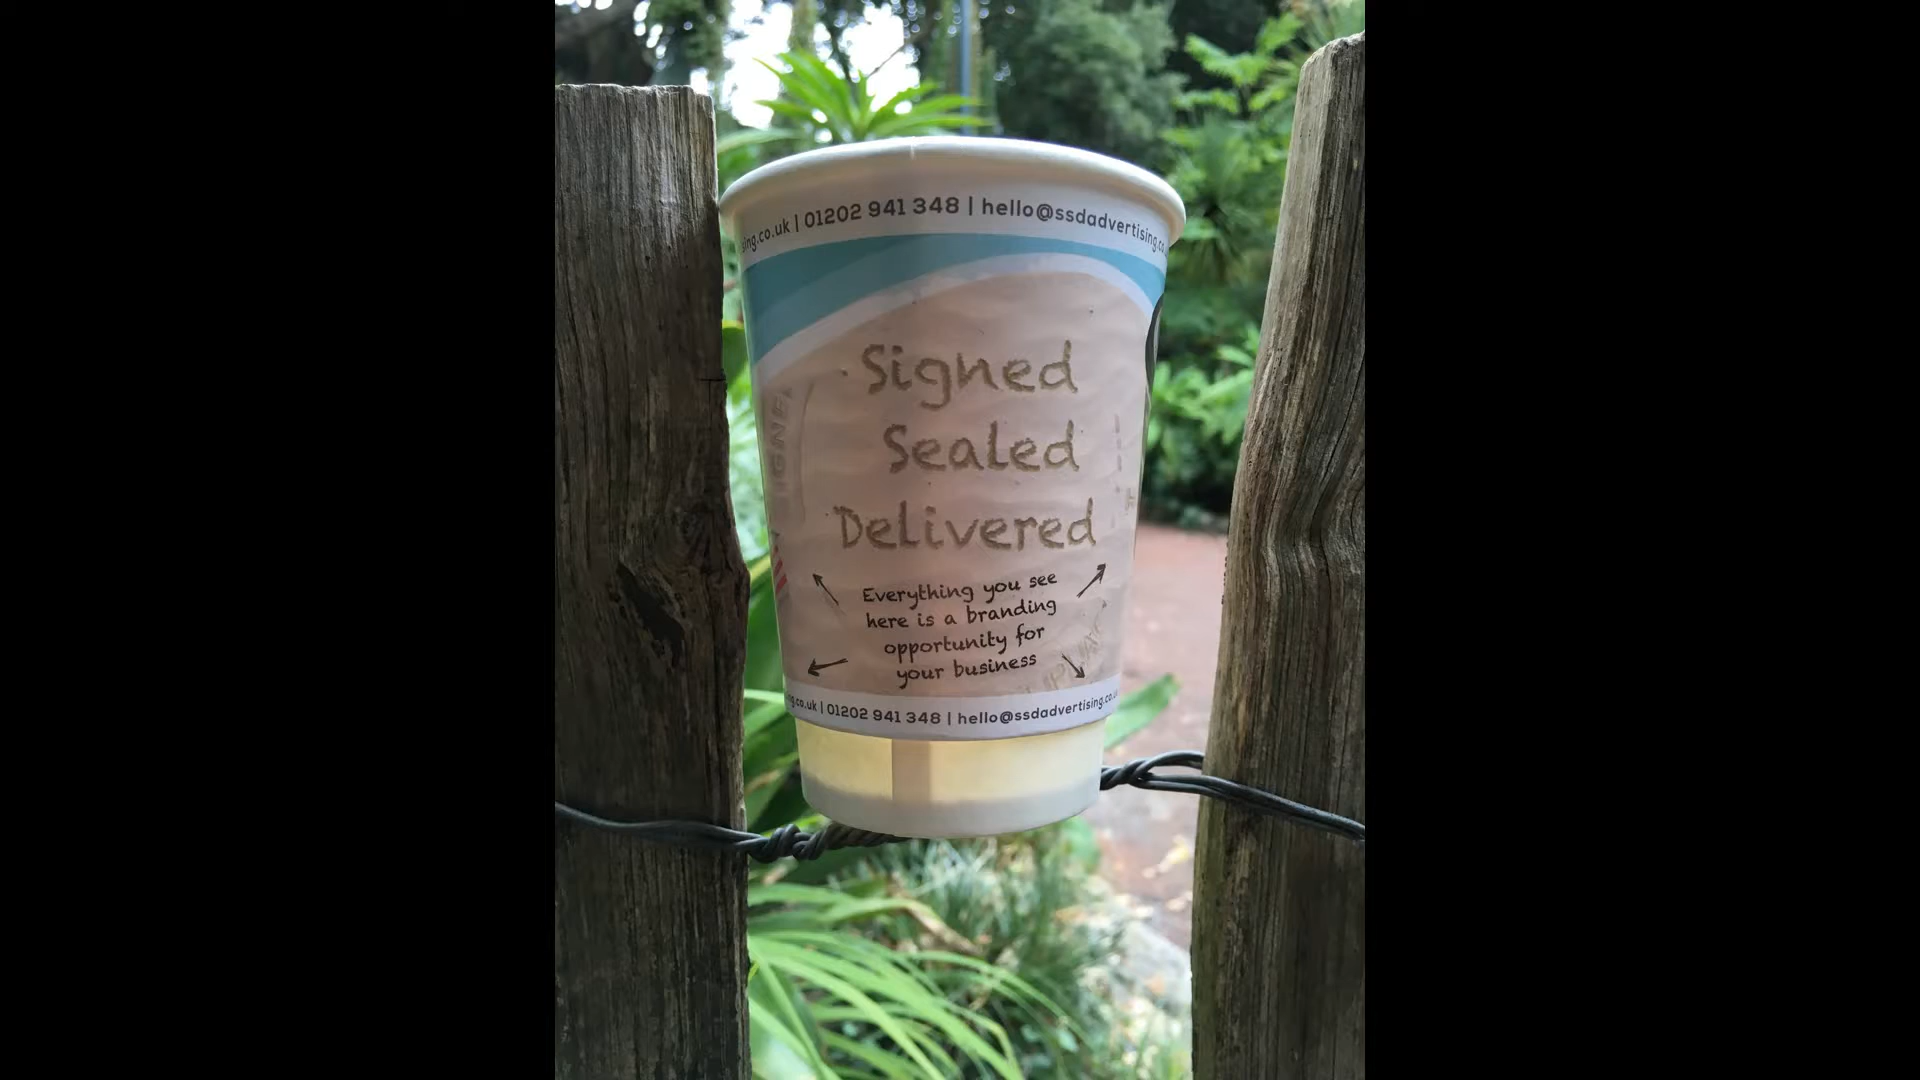 sing.co.uk | 01202 941 348 | hello@ssdadvertising.co
Signed
Sealed
Delivered
Everything you see
here is a branding
opportunity for
your business
ng.co.uk | 01202 941 348 | hello@ssdadvertising.co.u